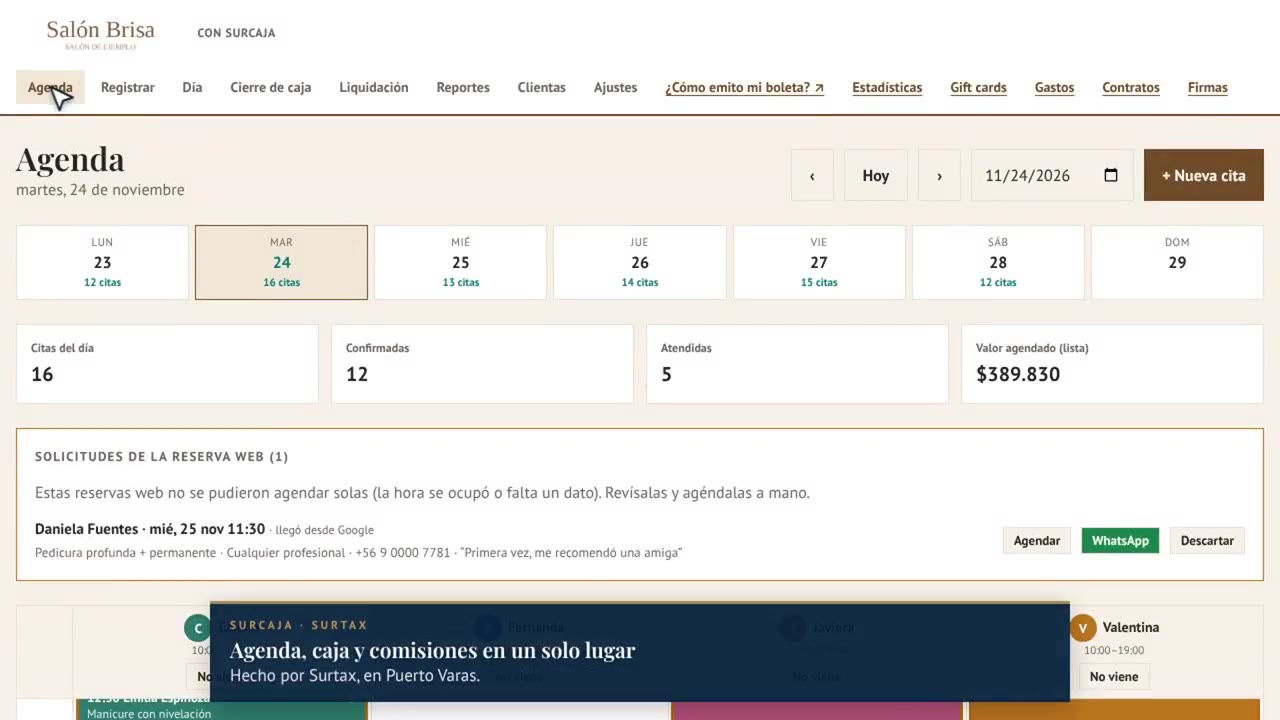 Salón Brisa
SALÓN DE EJEMPLO
CON SURCAJA
Agenda Registrar Día Cierre de caja Liquidación Reportes Clientas Ajustes ¿Cómo emito mi boleta? ↗ Estadísticas Gift cards Gastos Contratos Firmas
Agenda
martes, 24 de noviembre
‹ Hoy › 11/24/2026 + Nueva cita
LUN MAR MIÉ JUE VIE SÁB DOM
23 24 25 26 27 28 29
12 citas 16 citas 13 citas 14 citas 15 citas 12 citas
Citas del día Confirmadas Atendidas Valor agendado (lista)
16 12 5 $389.830
SOLICITUDES DE LA RESERVA WEB (1)
Estas reservas web no se pudieron agendar solas (la hora se ocupó o falta un dato). Revísalas y agéndalas a mano.
Daniela Fuentes · mié, 25 nov 11:30 · llegó desde Google
Pedicura profunda + permanente · Cualquier profesional · +56 9 0000 7781 · “Primera vez, me recomendó una amiga”
Agendar WhatsApp Descartar
SURCAJA · SURTAX
Agenda, caja y comisiones en un solo lugar
Hecho por Surtax, en Puerto Varas.
C Fernanda Javiera V Valentina
10:00–19:00
No viene No viene
Manicure con nivelación